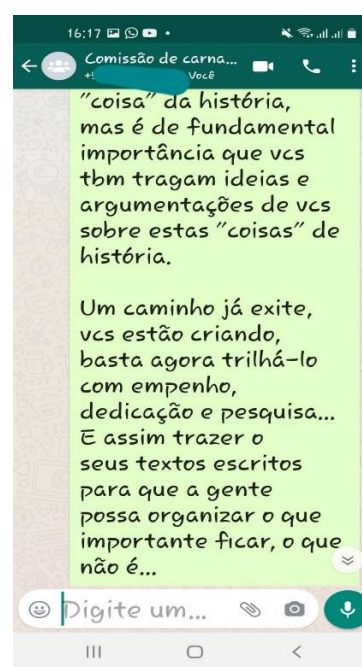 16:17
Comissão de carna...
Você
"coisa" da história,
mas é de fundamental
importância que vcs
tbm tragam ideias e
argumentações de vcs
sobre estas "coisas" de
história.
Um caminho já exite,
vcs estão criando,
basta agora trilhá-lo
com empenho,
dedicação e pesquisa...
E assim trazer o
seus textos escritos
para que a gente
possa organizar o que
importante ficar, o que
não é...
Digite um...